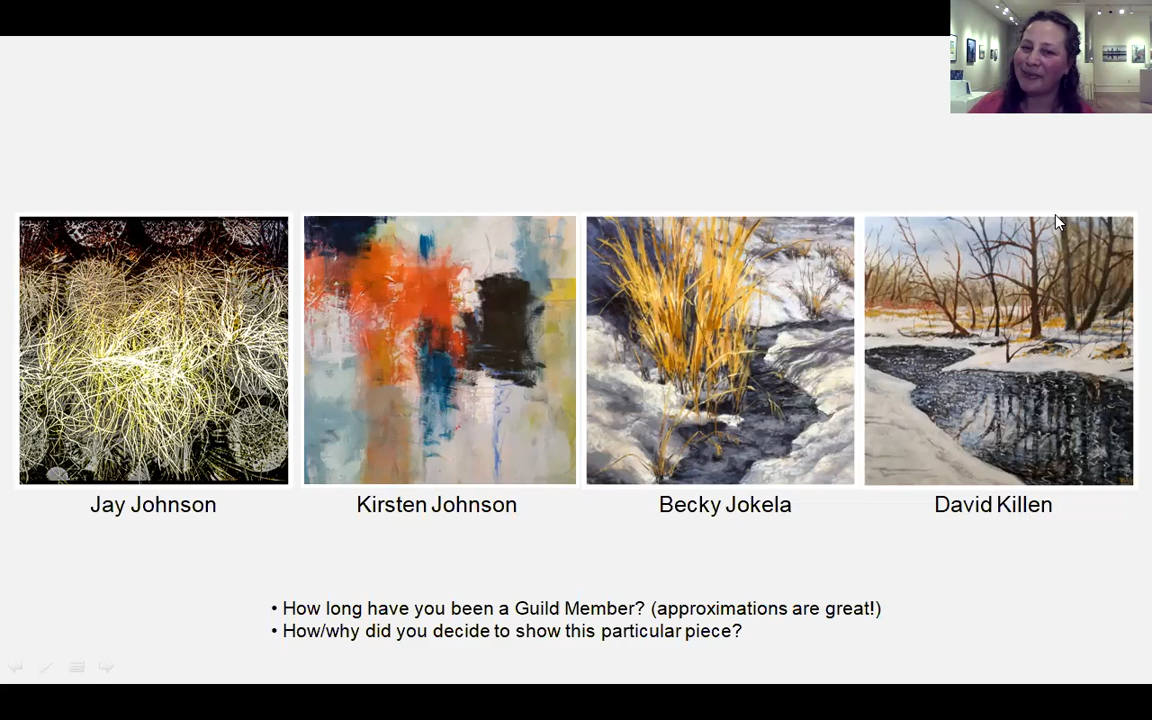 Jay Johnson
Kirsten Johnson
Becky Jokela
David Killen
• How long have you been a Guild Member? (approximations are great!)
• How/why did you decide to show this particular piece?